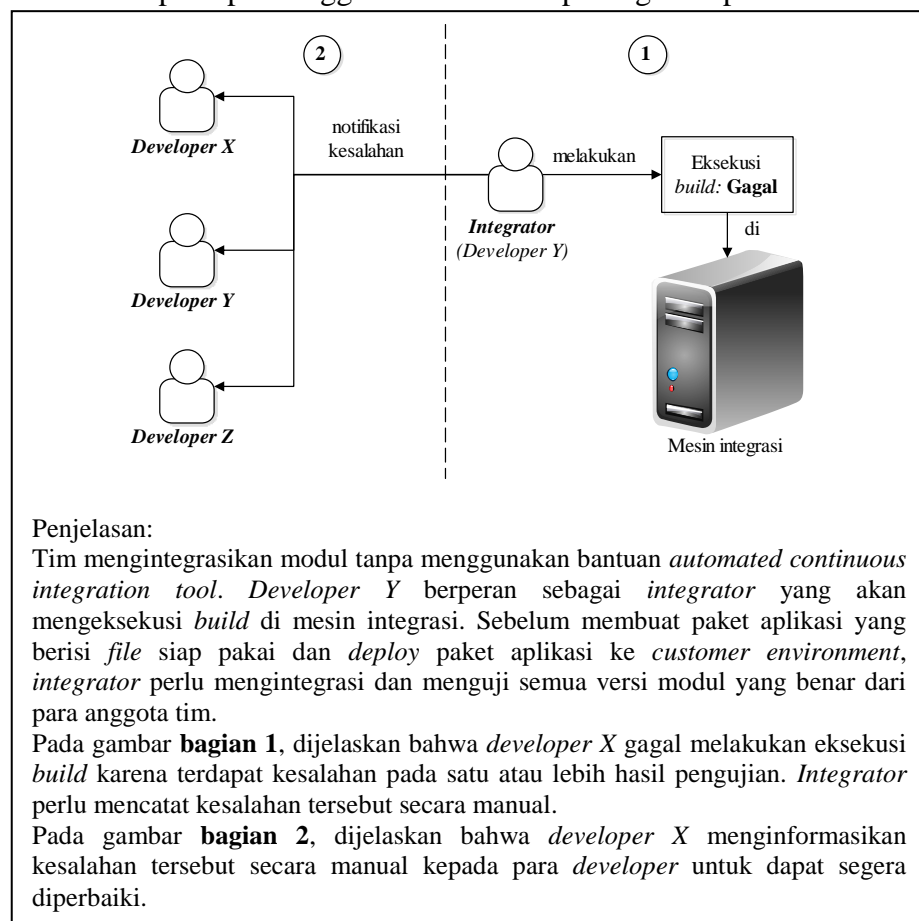 2
1
Developer X
notifikasi
kesalahan
melakukan
Eksekusi
build: Gagal
Integrator
(Developer Y)
di
Developer Y
Developer Z
Mesin integrasi
Penjelasan:
Tim mengintegrasikan modul tanpa menggunakan bantuan automated continuous
integration tool. Developer Y berperan sebagai integrator yang akan
mengeksekusi build di mesin integrasi. Sebelum membuat paket aplikasi yang
berisi file siap pakai dan deploy paket aplikasi ke customer environment,
integrator perlu mengintegrasi dan menguji semua versi modul yang benar dari
para anggota tim.
Pada gambar bagian 1, dijelaskan bahwa developer X gagal melakukan eksekusi
build karena terdapat kesalahan pada satu atau lebih hasil pengujian. Integrator
perlu mencatat kesalahan tersebut secara manual.
Pada gambar bagian 2, dijelaskan bahwa developer X menginformasikan
kesalahan tersebut secara manual kepada para developer untuk dapat segera
diperbaiki.